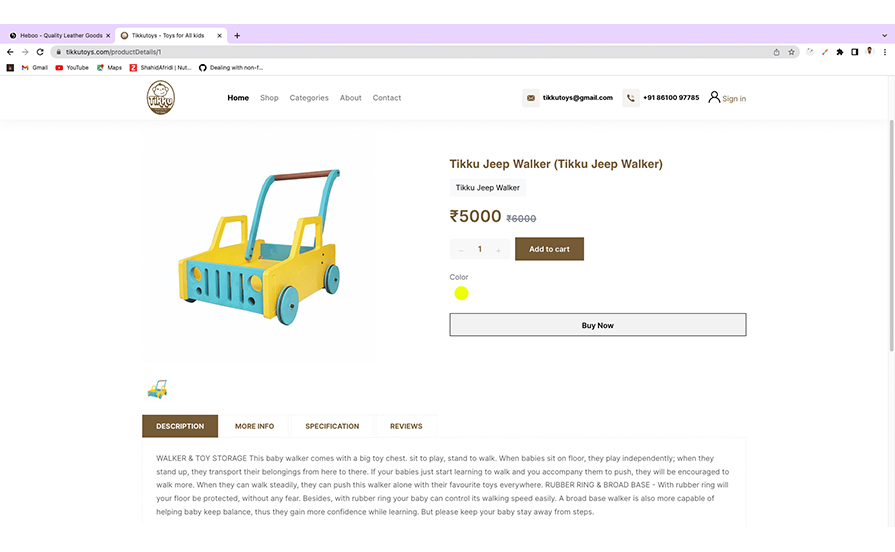 Heboo - Quality Leather Goods
Tikkutoys - Toys for All kids
tikkutoys.com/productDetails/1
Gmail YouTube Maps ShahidAfridi | Nut... Dealing with non-f...
Tikku
Home Shop Categories About Contact tikkutoys@gmail.com +91 86100 97785 Sign in
Tikku Jeep Walker (Tikku Jeep Walker)
Tikku Jeep Walker
₹5000 ₹6000
- 1 + Add to cart
Color
Buy Now
DESCRIPTION MORE INFO SPECIFICATION REVIEWS
WALKER & TOY STORAGE This baby walker comes with a big toy chest. sit to play, stand to walk. When babies sit on floor, they play independently; when they
stand up, they transport their belongings from here to there. If your babies just start learning to walk and you accompany them to push, they will be encouraged to
walk more. When they can walk steadily, they can push this walker alone with their favourite toys everywhere. RUBBER RING & BROAD BASE - With rubber ring will
your floor be protected, without any fear. Besides, with rubber ring your baby can control its walking speed easily. A broad base walker is also more capable of
helping baby keep balance, thus they gain more confidence while learning. But please keep your baby stay away from steps.